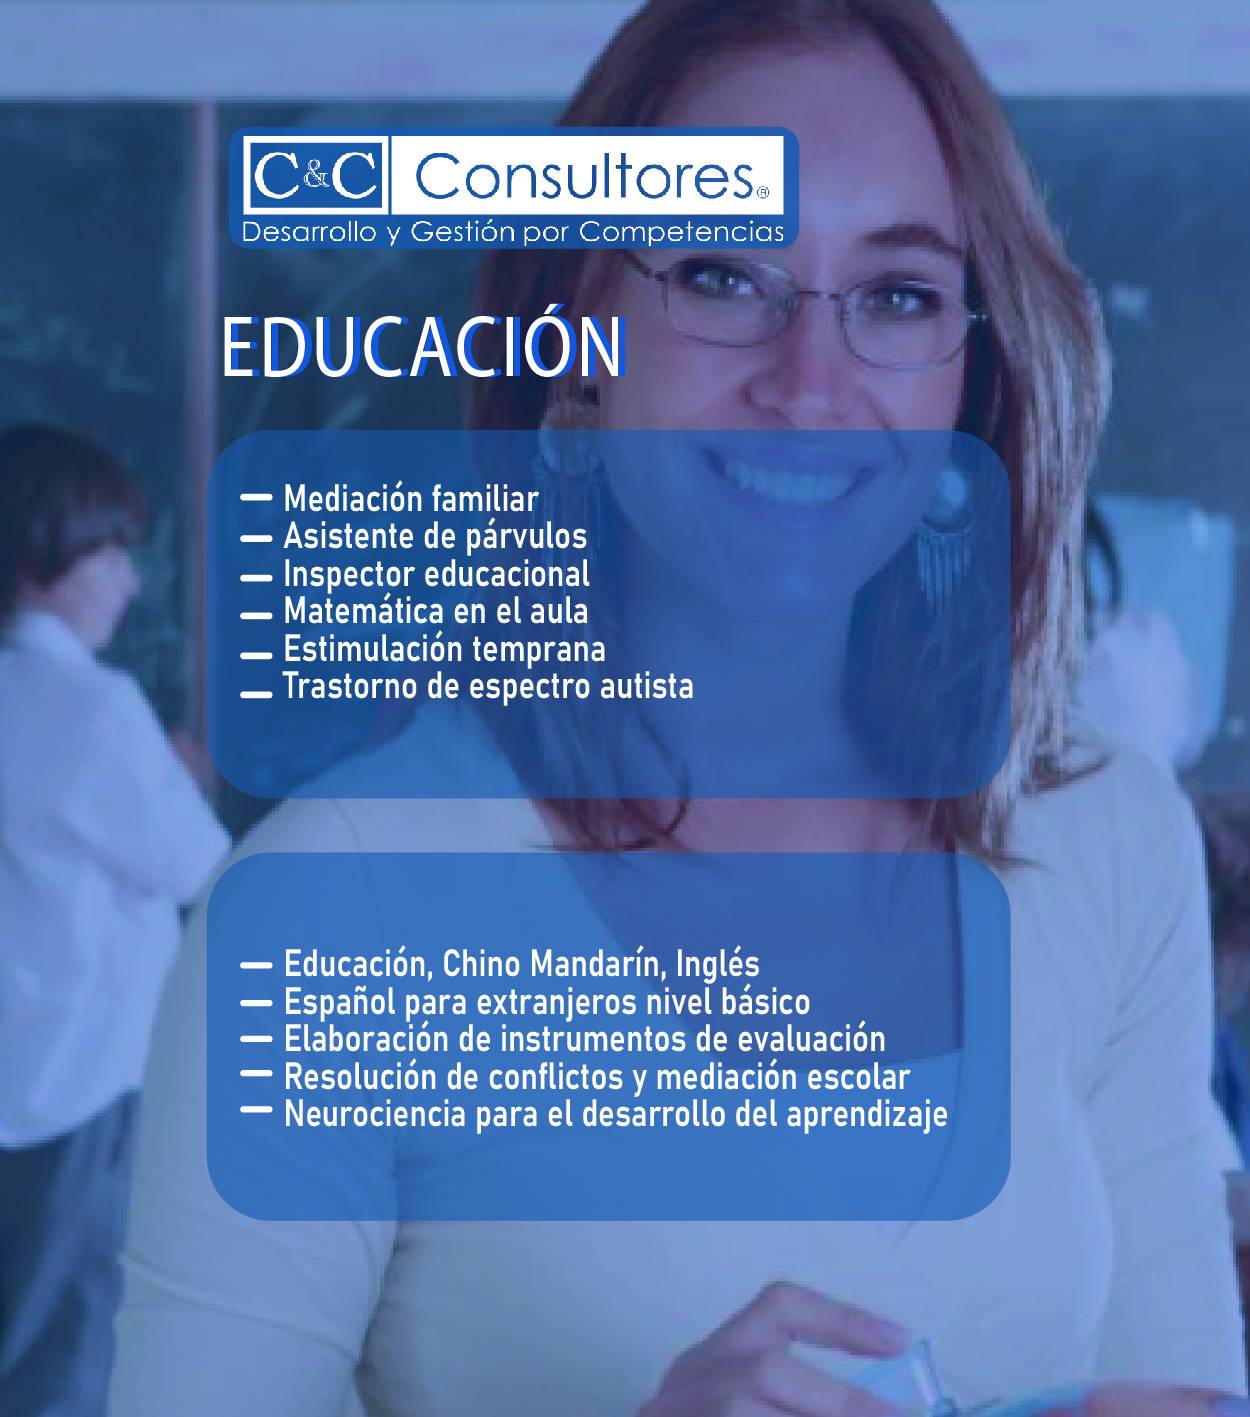 C&C Consultores®
Desarrollo y Gestión por Competencias
EDUCACIÓN
— Mediación familiar
— Asistente de párvulos
— Inspector educacional
— Matemática en el aula
— Estimulación temprana
— Trastorno de espectro autista
— Educación, Chino Mandarín, Inglés
— Español para extranjeros nivel básico
— Elaboración de instrumentos de evaluación
— Resolución de conflictos y mediación escolar
— Neurociencia para el desarrollo del aprendizaje